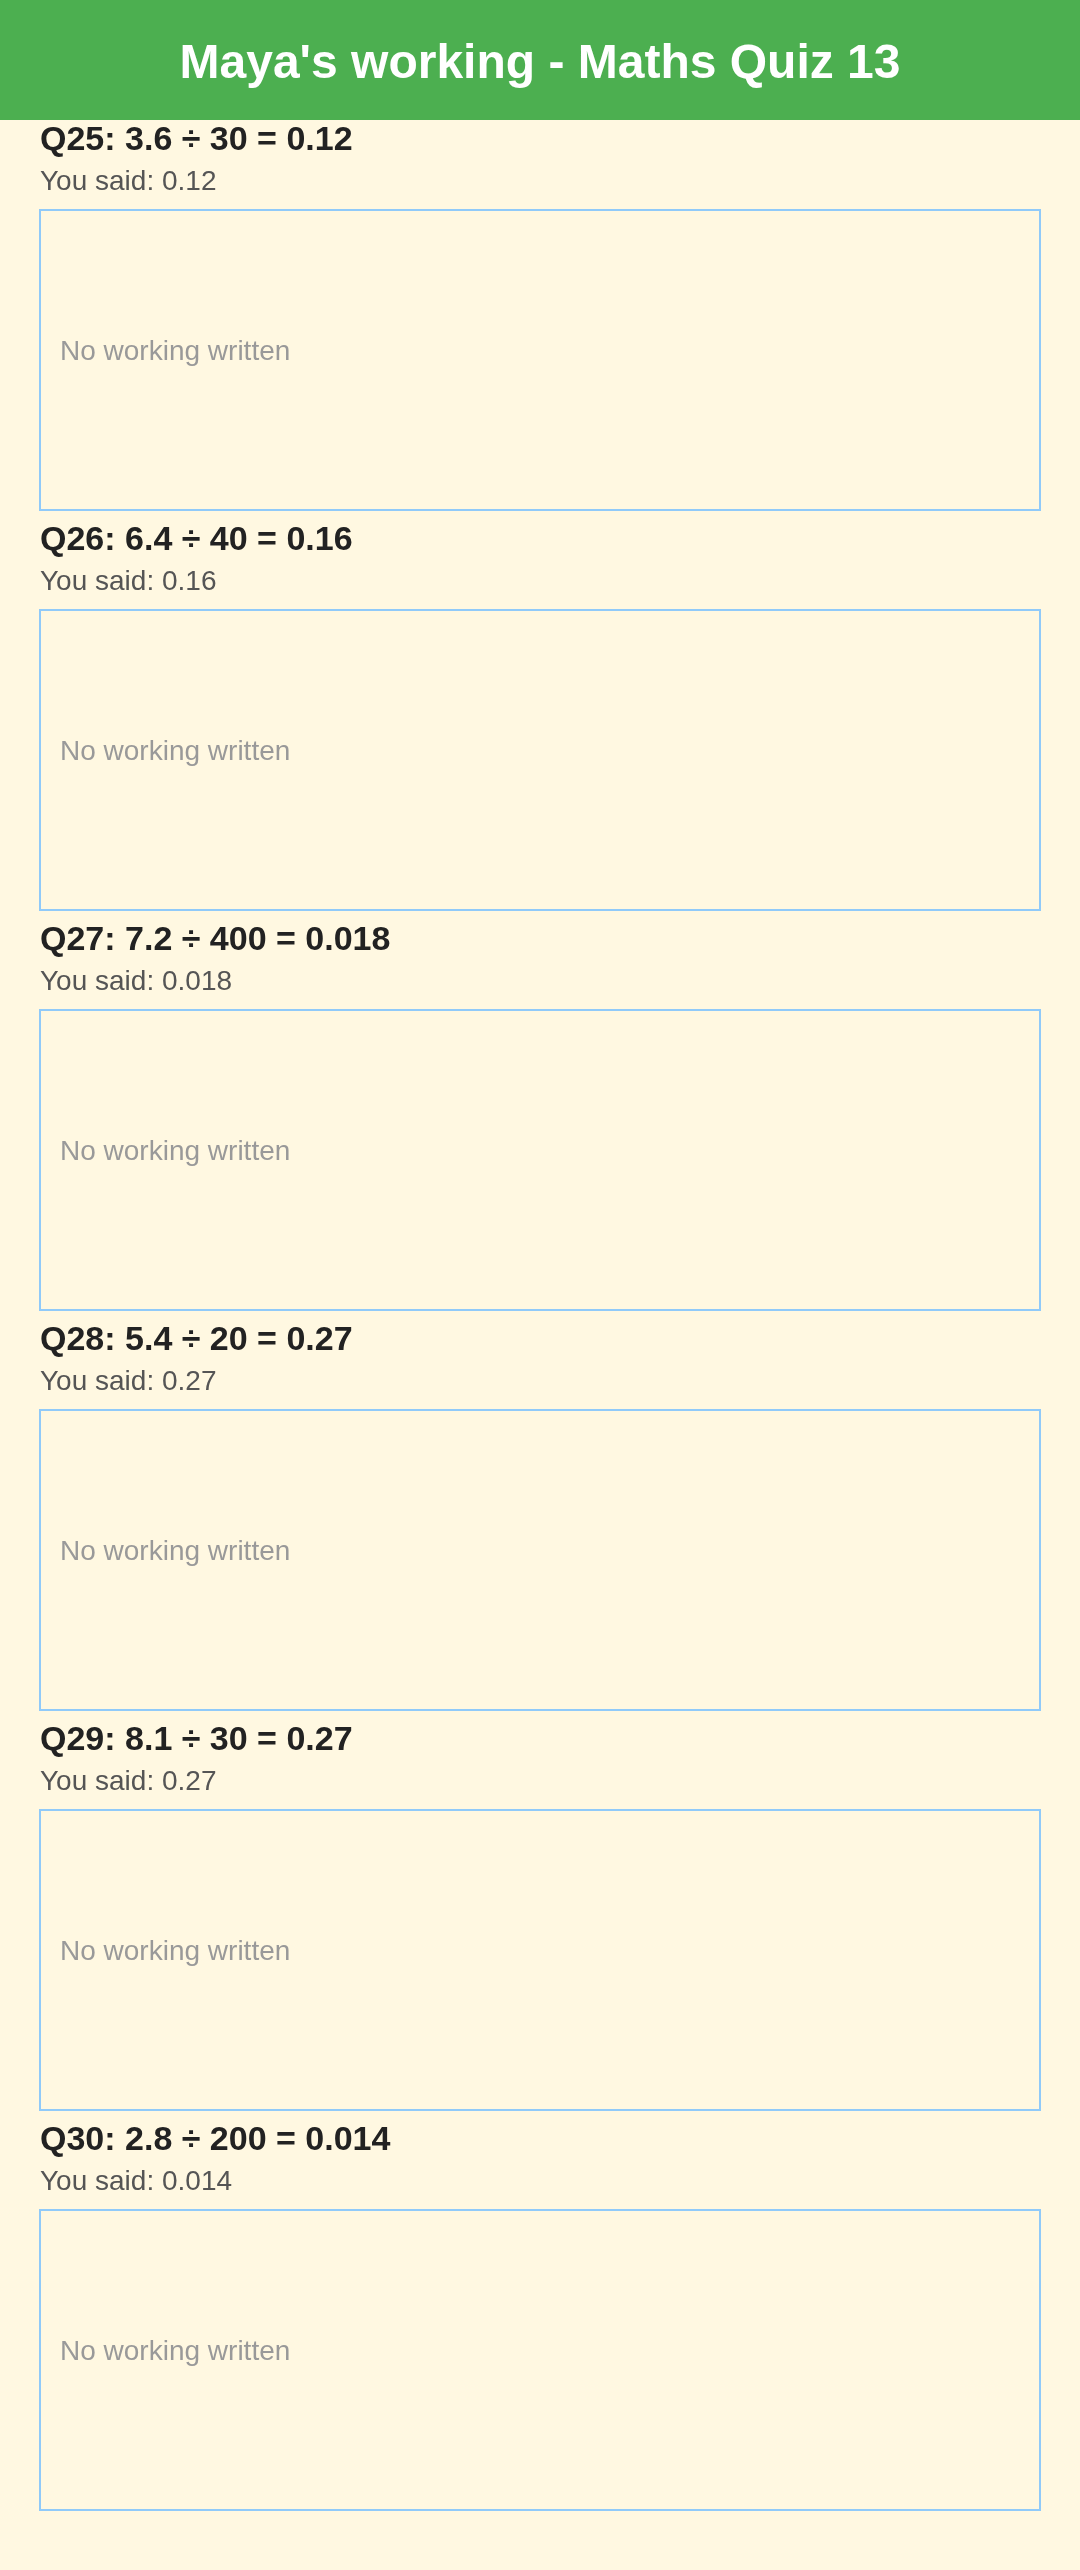 Maya's working - Maths Quiz 13
Q25: 3.6 ÷ 30 = 0.12
You said: 0.12
No working written
Q26: 6.4 ÷ 40 = 0.16
You said: 0.16
No working written
Q27: 7.2 ÷ 400 = 0.018
You said: 0.018
No working written
Q28: 5.4 ÷ 20 = 0.27
You said: 0.27
No working written
Q29: 8.1 ÷ 30 = 0.27
You said: 0.27
No working written
Q30: 2.8 ÷ 200 = 0.014
You said: 0.014
No working written